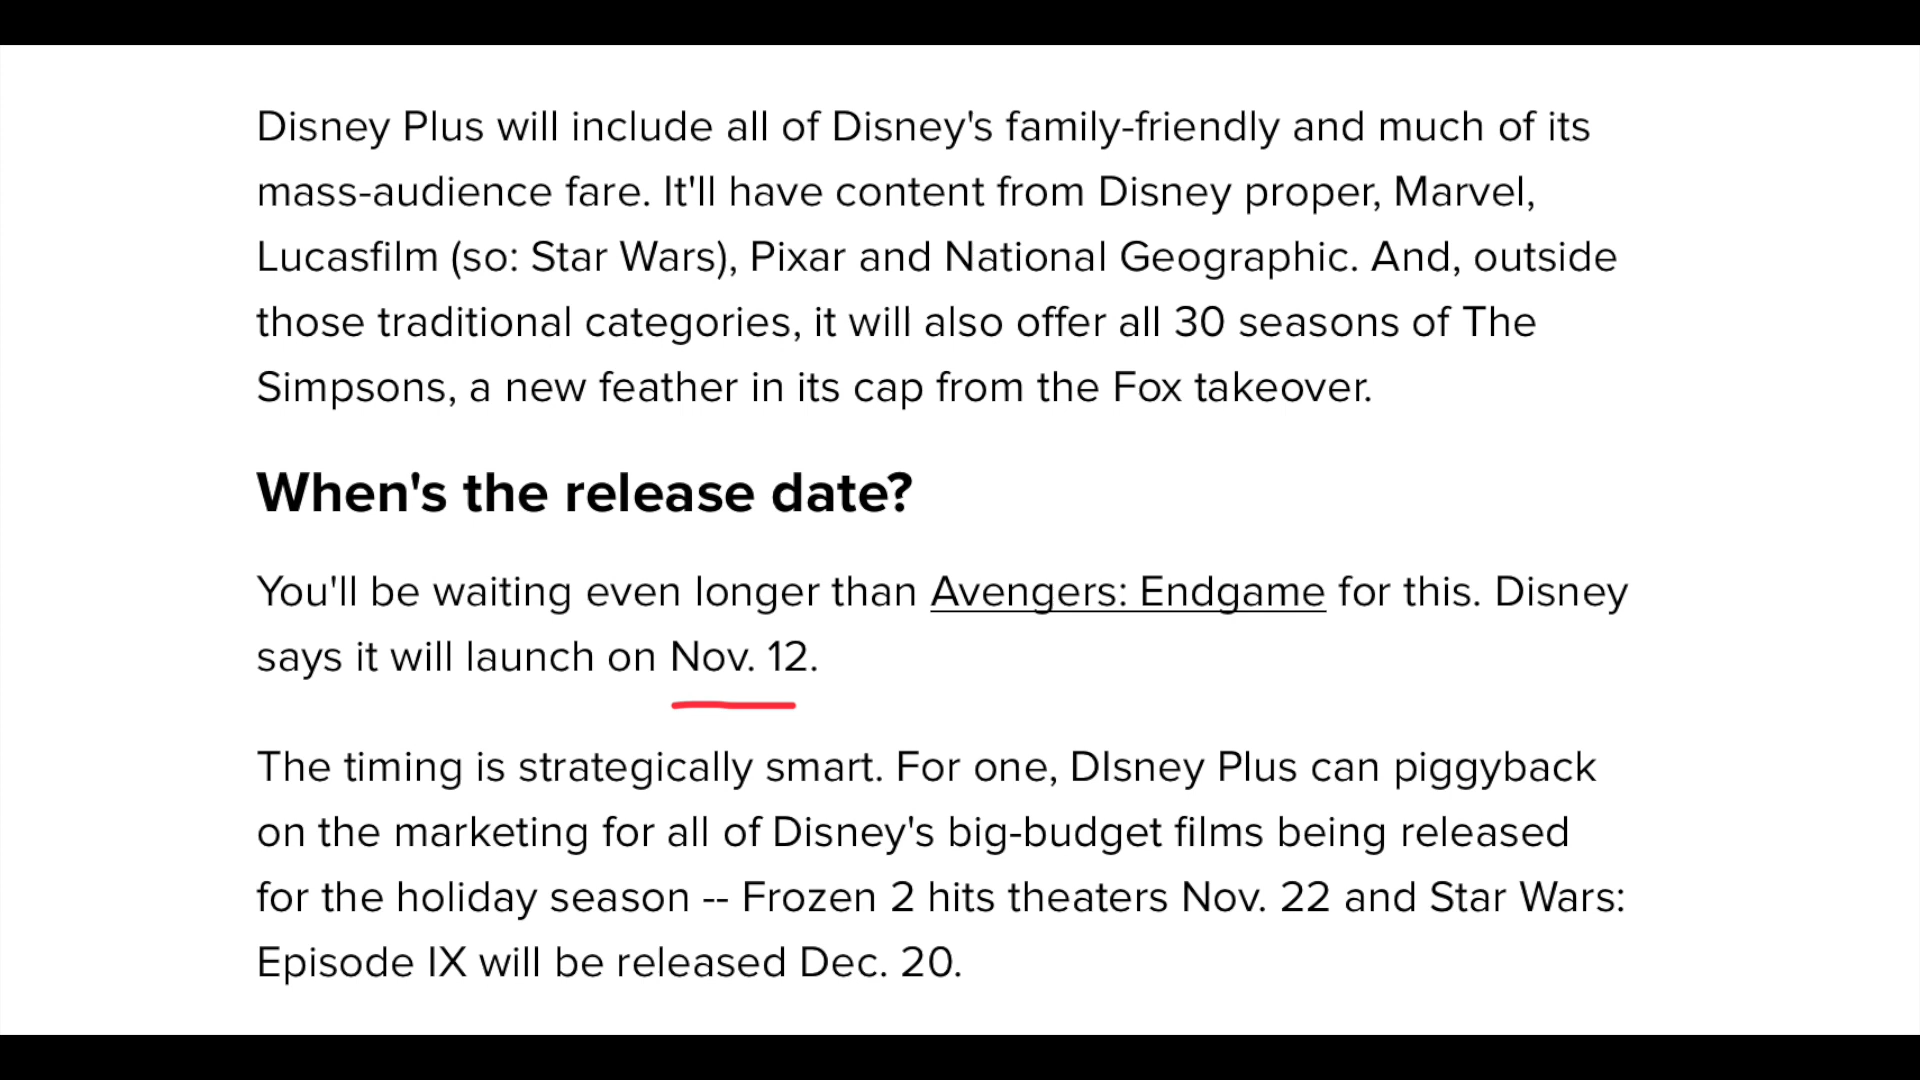 Disney Plus will include all of Disney's family-friendly and much of its
mass-audience fare. It'll have content from Disney proper, Marvel,
Lucasfilm (so: Star Wars), Pixar and National Geographic. And, outside
those traditional categories, it will also offer all 30 seasons of The
Simpsons, a new feather in its cap from the Fox takeover.
When's the release date?
You'll be waiting even longer than Avengers: Endgame for this. Disney
says it will launch on Nov. 12.
The timing is strategically smart. For one, DIsney Plus can piggyback
on the marketing for all of Disney's big-budget films being released
for the holiday season -- Frozen 2 hits theaters Nov. 22 and Star Wars:
Episode IX will be released Dec. 20.